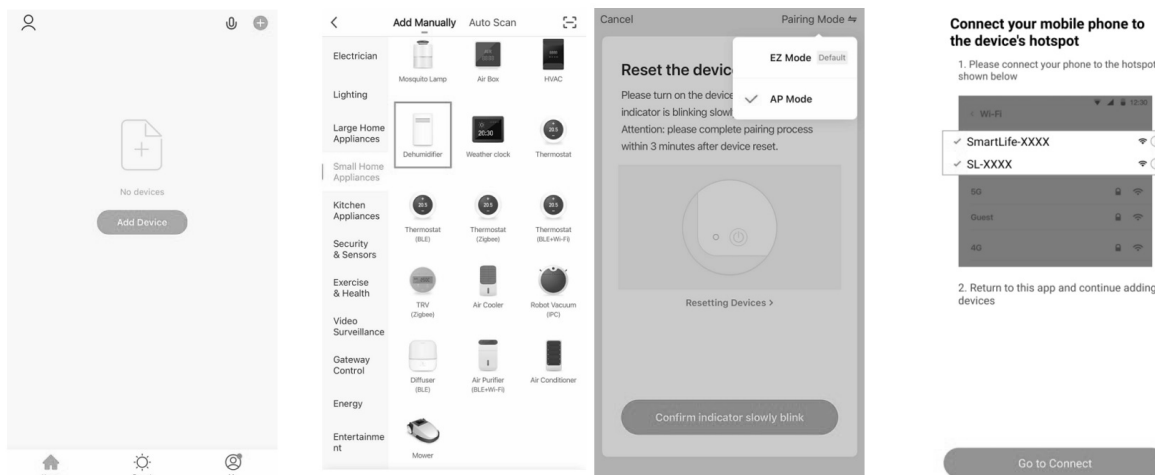 No devices
Add Device
Add Manually Auto Scan
Electrician
Lighting
Large Home
Appliances
Small Home
Appliances
Kitchen
Appliances
Security
& Sensors
Exercise
& Health
Video
Surveillance
Gateway
Control
Energy
Entertainme
nt
Mosquito Lamp
Air Box
HVAC
20:30
Dehumidifier
Weather clock
Thermostat
Thermostat
(BLE)
Thermostat
(Zigbee)
Thermostat
(BLE+Wi-Fi)
TRV
(Zigbee)
Air Cooler
Robot Vacuum
(IPC)
Diffuser
(BLE)
Air Purifier
(BLE+Wi-Fi)
Air Conditioner
Mower
Cancel
Pairing Mode
EZ Mode Default
AP Mode
Reset the devic
Please turn on the device
indicator is blinking slowl
Attention: please complete pairing process
within 3 minutes after device reset.
Resetting Devices >
Confirm indicator slowly blink
Connect your mobile phone to
the device's hotspot
1. Please connect your phone to the hotspot
shown below
12:30
Wi-Fi
SmartLife-XXXX
SL-XXXX
5G
Guest
4G
2. Return to this app and continue adding
devices
Go to Connect